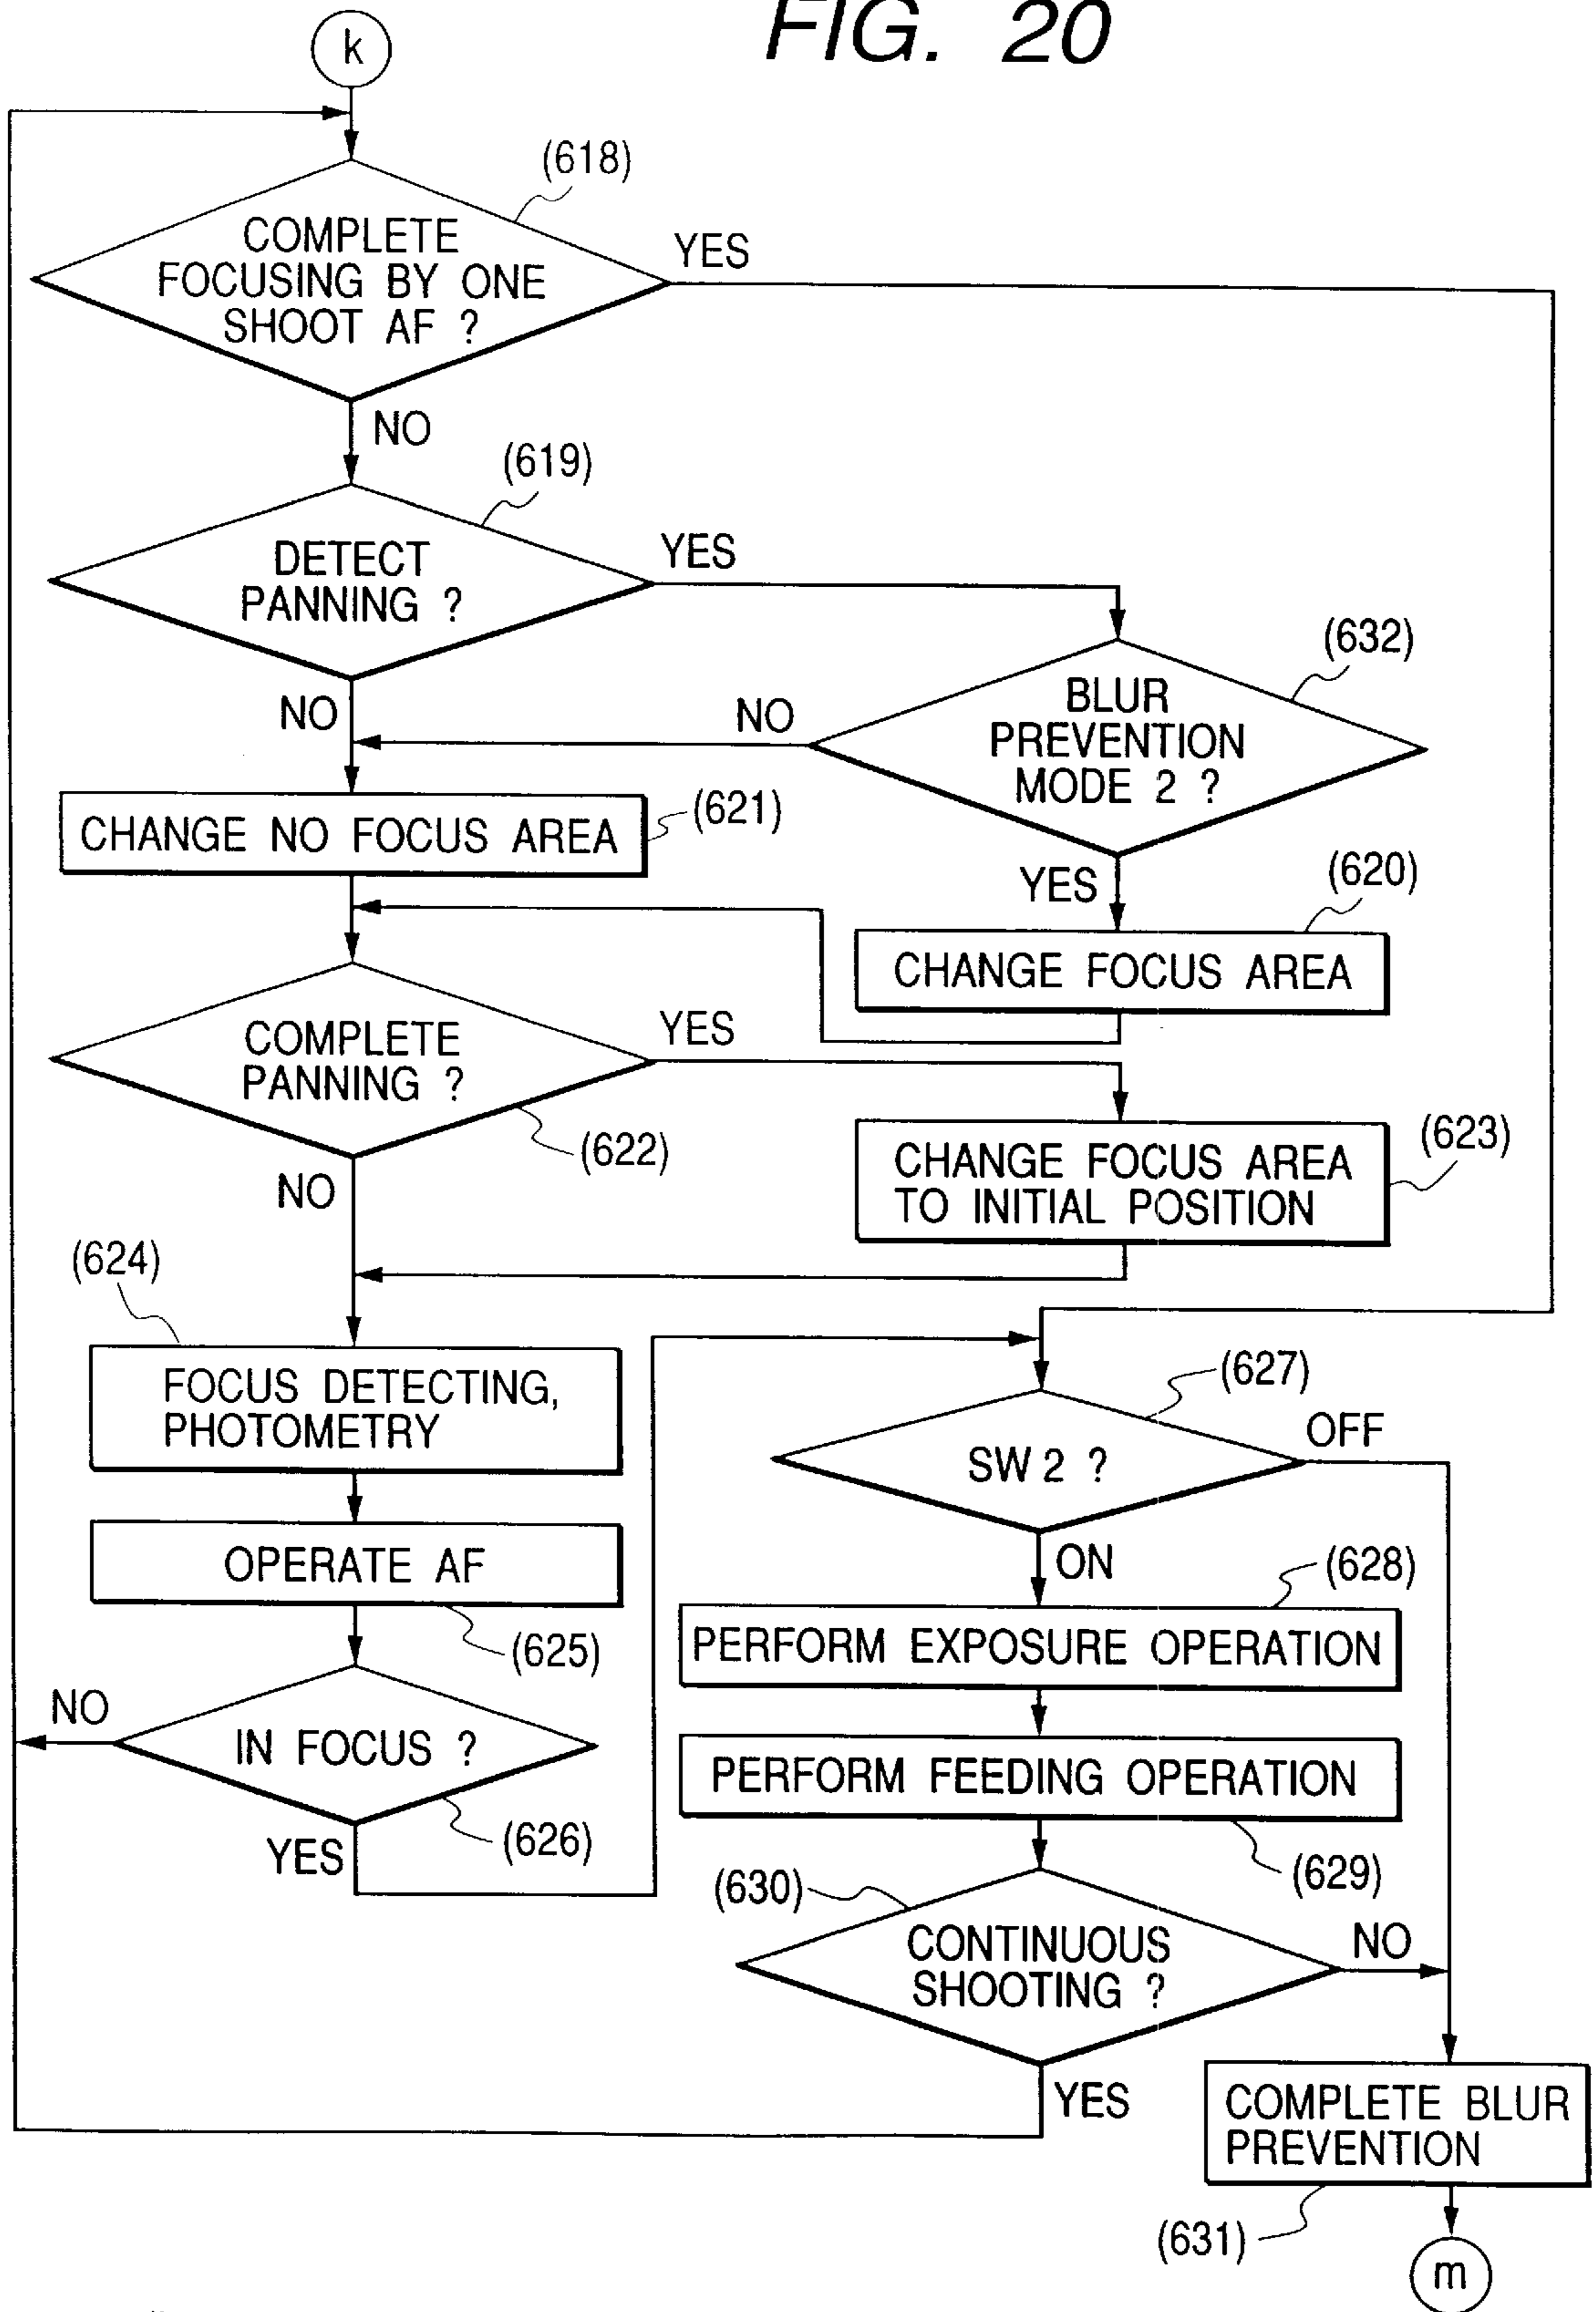 FIG. 20
k
(618)
COMPLETE
FOCUSING BY ONE
SHOOT AF ?
YES
NO
(619)
DETECT
PANNING ?
YES
(632)
BLUR
PREVENTION
MODE 2 ?
NO
NO
CHANGE NO FOCUS AREA
(621)
YES
(620)
CHANGE FOCUS AREA
COMPLETE
PANNING ?
YES
(622)
CHANGE FOCUS AREA
TO INITIAL POSITION
(623)
NO
(624)
FOCUS DETECTING,
PHOTOMETRY
(627)
SW 2 ?
OFF
OPERATE AF
(625)
ON
(628)
PERFORM EXPOSURE OPERATION
NO
IN FOCUS ?
(626)
YES
PERFORM FEEDING OPERATION
(629)
(630)
CONTINUOUS
SHOOTING ?
NO
YES
COMPLETE BLUR
PREVENTION
(631)
m